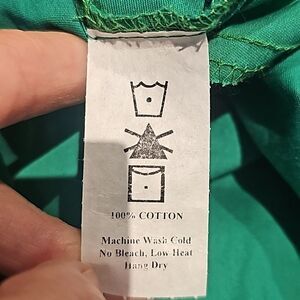 100% COTTON
Machine Wash Cold
No Bleach, Low Heat
Hang Dry